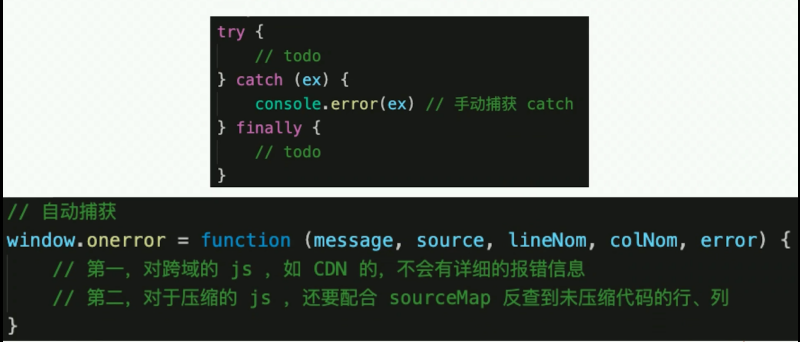 try {
// todo
} catch (ex) {
console.error(ex) // 手动捕获 catch
} finally {
// todo
}
// 自动捕获
window.onerror = function (message, source, lineNom, colNom, error) {
// 第一，对跨域的 js ，如 CDN 的，不会有详细的报错信息
// 第二，对于压缩的 js ，还要配合 sourceMap 反查到未压缩代码的行、列
}